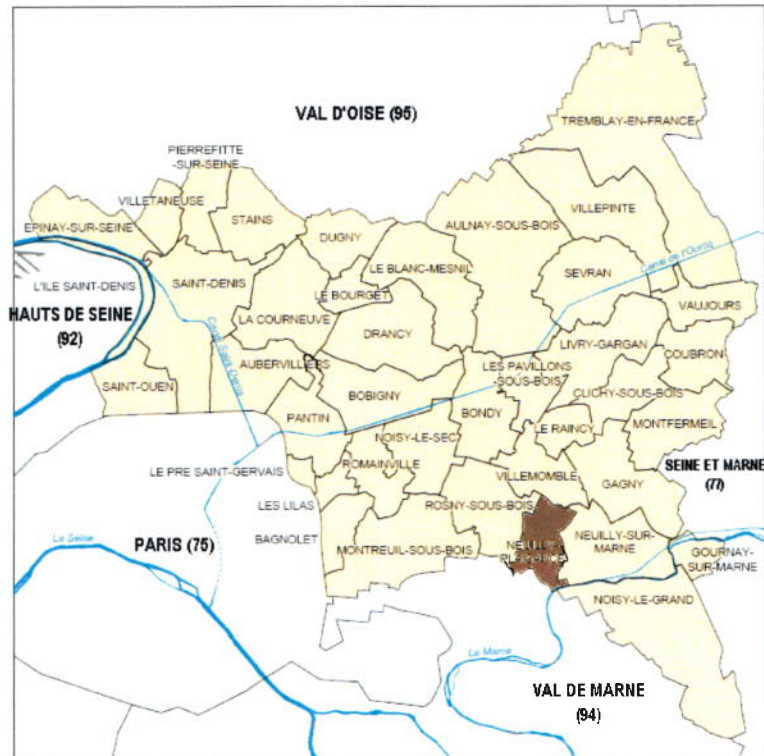 VAL D'OISE (95)
TREMBLAY-EN-FRANCE
PIERREFITTE
-SUR-SEINE
VILLETANEUSE
EPINAY-SUR-SEINE
STAINS
DUGNY
AULNAY-SOUS-BOIS
VILLEPINTE
SAINT-DENIS
LE BLANC-MESNIL
SEVRAN
Canal de l'Ourcq
L'ILE SAINT-DENIS
LE BOURGET
VAUJOURS
HAUTS DE SEINE
(92)
LA COURNEUVE
DRANCY
LIVRY-GARGAN
COUBRON
Canal Saint Denis
AUBERVILLIERS
LES PAVILLONS
-SOUS-BOIS
SAINT-OUEN
BOBIGNY
CLICHY-SOUS-BOIS
PANTIN
BONDY
LE RAINCY
MONTFERMEIL
NOISY-LE-SEC
LE PRE SAINT-GERVAIS
ROMAINVILLE
VILLEMOMBLE
GAGNY
SEINE ET MARNE
(77)
LES LILAS
ROSNY-SOUS-BOIS
La Seine
PARIS (75)
BAGNOLET
MONTREUIL-SOUS-BOIS
NEUILLY-
PLAISANCE
NEUILLY-SUR-
MARNE
GOURNAY-
SUR-MARNE
NOISY-LE-GRAND
La Marne
VAL DE MARNE
(94)